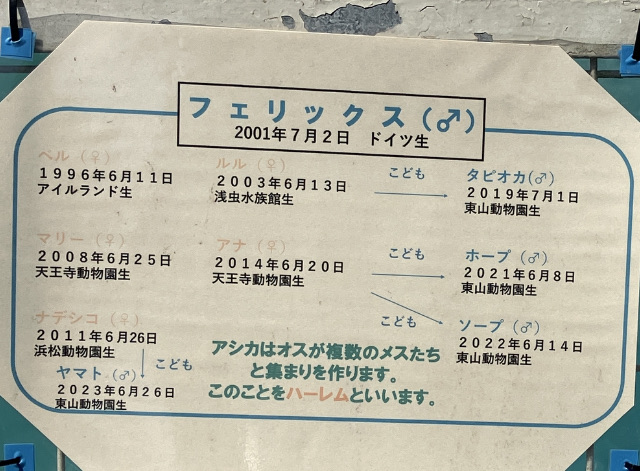 フェリックス(♂)
2001年7月2日 ドイツ生
ベル(♀)
1996年6月11日
アイルランド生
ルル(♀)
2003年6月13日
浅虫水族館生
こども
タピオカ(♂)
2019年7月1日
東山動物園生
マリー(♀)
2008年6月25日
天王寺動物園生
アナ(♀)
2014年6月20日
天王寺動物園生
こども
ホープ(♂)
2021年6月8日
東山動物園生
こども
ソープ(♂)
2022年6月14日
東山動物園生
ナデシコ(♀)
2011年6月26日
浜松動物園生
こども
ヤマト(♂)
2023年6月26日
東山動物園生
アシカはオスが複数のメスたち
と集まりを作ります。
このことをハーレムといいます。